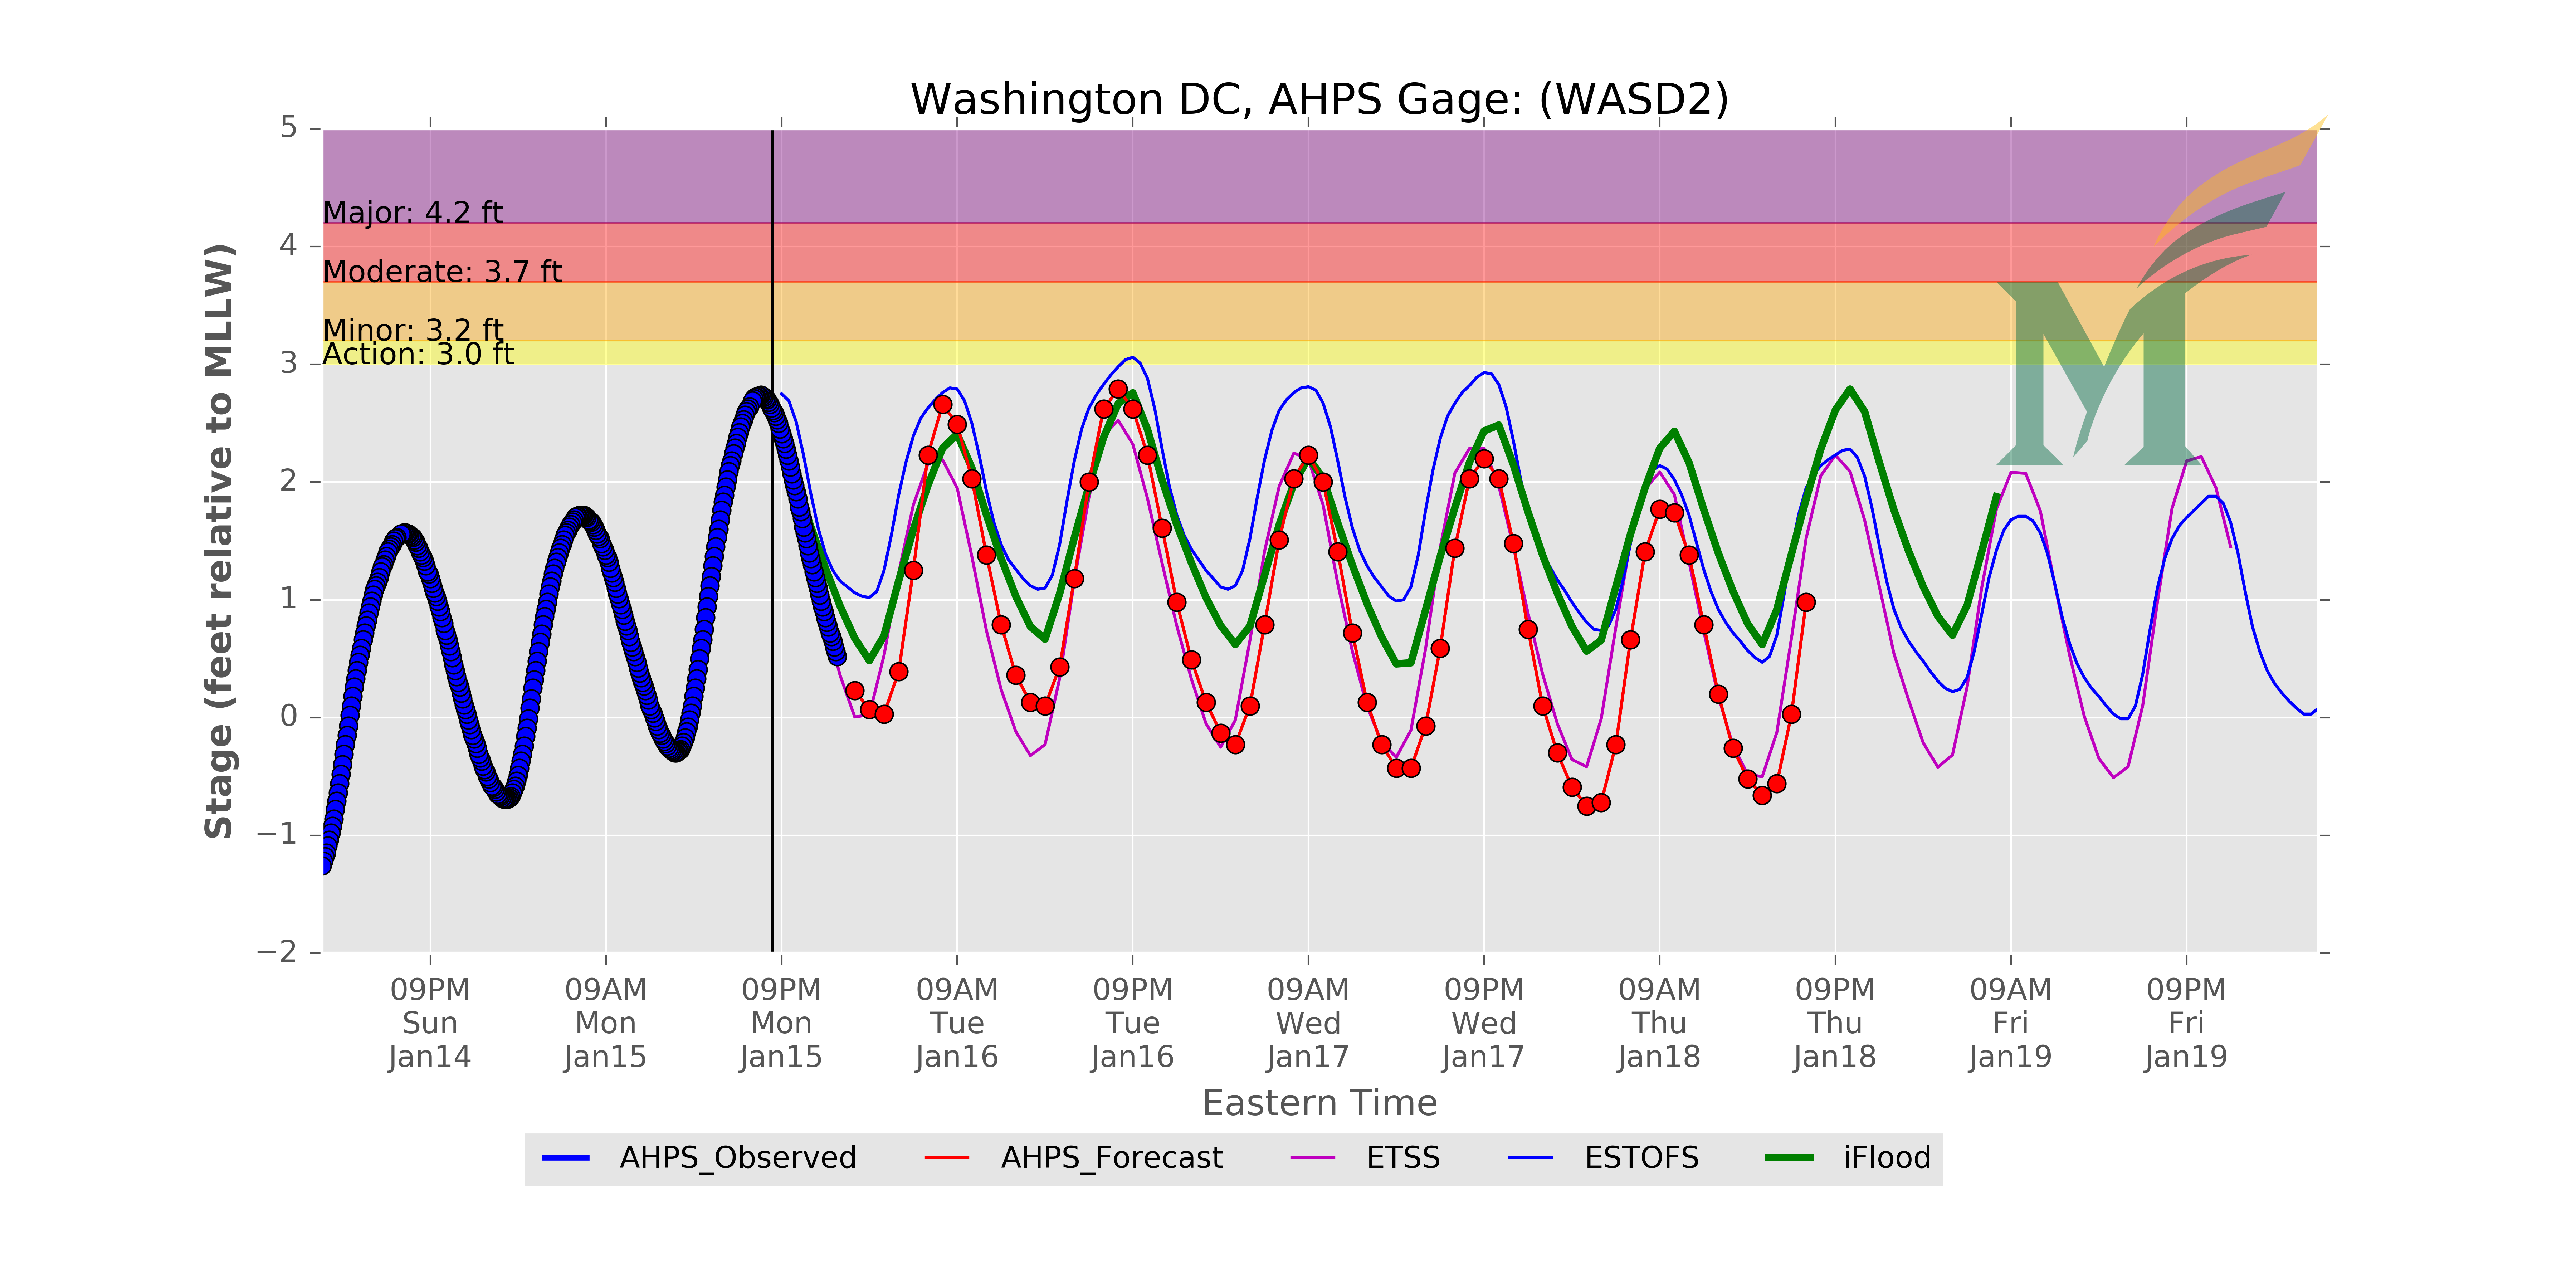 Washington DC, AHPS Gage: (WASD2)
Stage (feet relative to MLLW)
5
4
3
2
1
0
−1
−2
Major: 4.2 ft
Moderate: 3.7 ft
Minor: 3.2 ft
Action: 3.0 ft
09PM 09AM 09PM 09AM 09PM 09AM 09PM 09AM 09PM 09AM 09PM
Sun Mon Mon Tue Tue Wed Wed Thu Thu Fri Fri
Jan14 Jan15 Jan15 Jan16 Jan16 Jan17 Jan17 Jan18 Jan18 Jan19 Jan19
Eastern Time
AHPS_Observed AHPS_Forecast ETSS ESTOFS iFlood
M